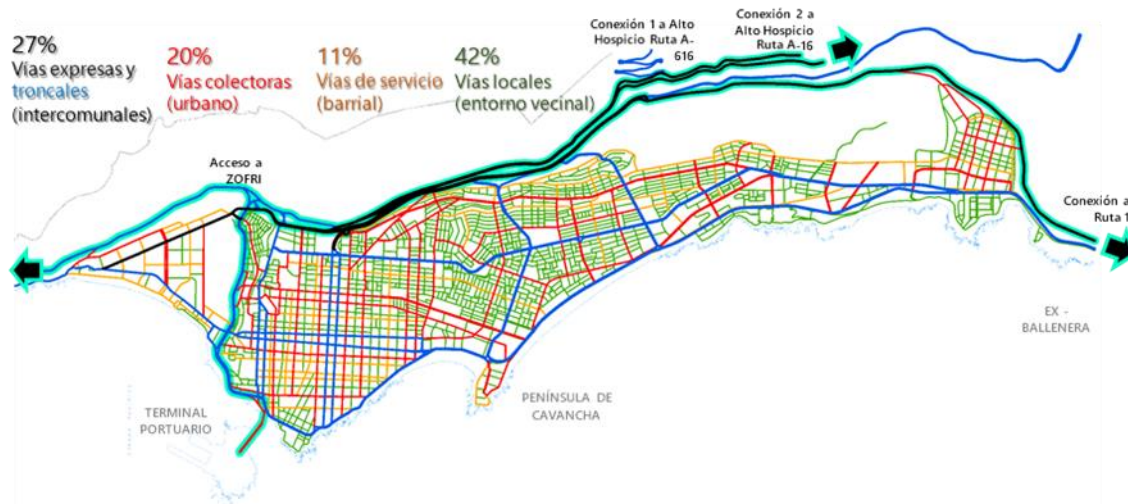 27%
Vías expresas y
troncales
(intercomunales)
20%
Vías colectoras
(urbano)
11%
Vías de servicio
(barrial)
42%
Vías locales
(entorno vecinal)
Conexión 1 a Alto
Hospicio Ruta A-
616
Conexión 2 a
Alto Hospicio
Ruta A-16
Acceso a
ZOFRI
Conexión a
Ruta 1
EX -
BALLENERA
PENÍNSULA DE
CAVANCHA
TERMINAL
PORTUARIO